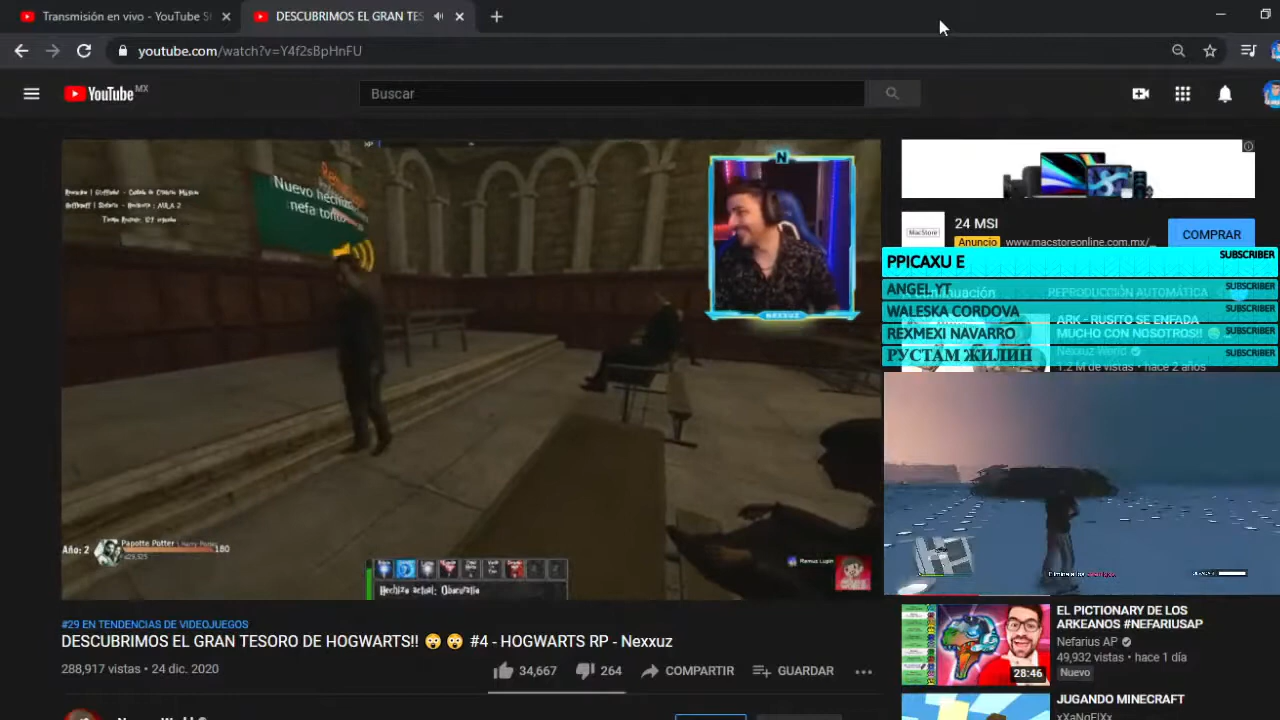 Transmisión en vivo - YouTube S
DESCUBRIMOS EL GRAN TES
youtube.com/watch?v=Y4f2sBpHnFU
YouTube MX
Buscar
XP
Nuevo
N
NEXXUZ
Año: 2
Papotte Potter
180
Remus Lupin
Hechizo actual:
24 MSI
MacStore
COMPRAR
Anuncio www.macstoreonline.com.mx/...
PPICAXU E SUBSCRIBER
ANGEL YT SUBSCRIBER
REPRODUCCIÓN AUTOMÁTICA
WALESKA CORDOVA SUBSCRIBER
ARK - RUSITO SE ENFADA
REXMEXI NAVARRO SUBSCRIBER
MUCHO CON NOSOTROS!!
РУСТАМ ЖИЛИН SUBSCRIBER
Nexxuz World
1.2 M de vistas • hace 2 años
#29 EN TENDENCIAS DE VIDEOJUEGOS
DESCUBRIMOS EL GRAN TESORO DE HOGWARTS!! 😳 😳 #4 - HOGWARTS RP - Nexxuz
288,917 vistas • 24 dic. 2020
34,667
264
COMPARTIR
GUARDAR
EL PICTIONARY DE LOS
ARKEANOS #NEFARIUSAP
Nefarius AP
49,932 vistas • hace 1 día
Nuevo
28:46
JUGANDO MINECRAFT